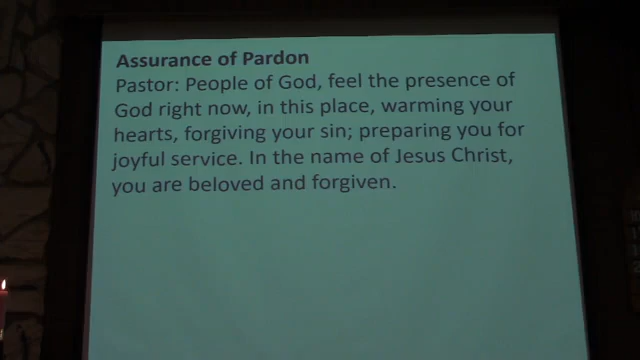 Assurance of Pardon
Pastor: People of God, feel the presence of
God right now, in this place, warming your
hearts, forgiving your sin; preparing you for
joyful service. In the name of Jesus Christ,
you are beloved and forgiven.